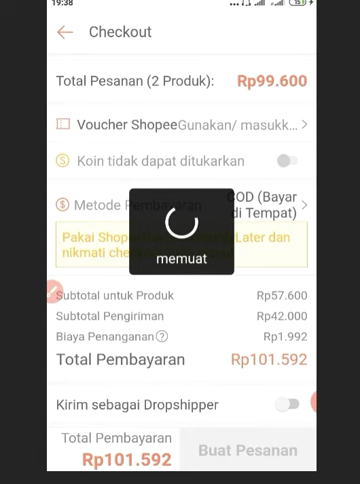 19:38
Checkout
Total Pesanan (2 Produk): Rp99.600
Voucher Shopee Gunakan/ masukk...
Koin tidak dapat ditukarkan
Metode Pembayaran COD (Bayar
di Tempat)
Pakai Later dan
nikmati
memuat
Subtotal untuk Produk Rp57.600
Subtotal Pengiriman Rp42.000
Biaya Penanganan Rp1.992
Total Pembayaran Rp101.592
Kirim sebagai Dropshipper
Total Pembayaran
Rp101.592
Buat Pesanan